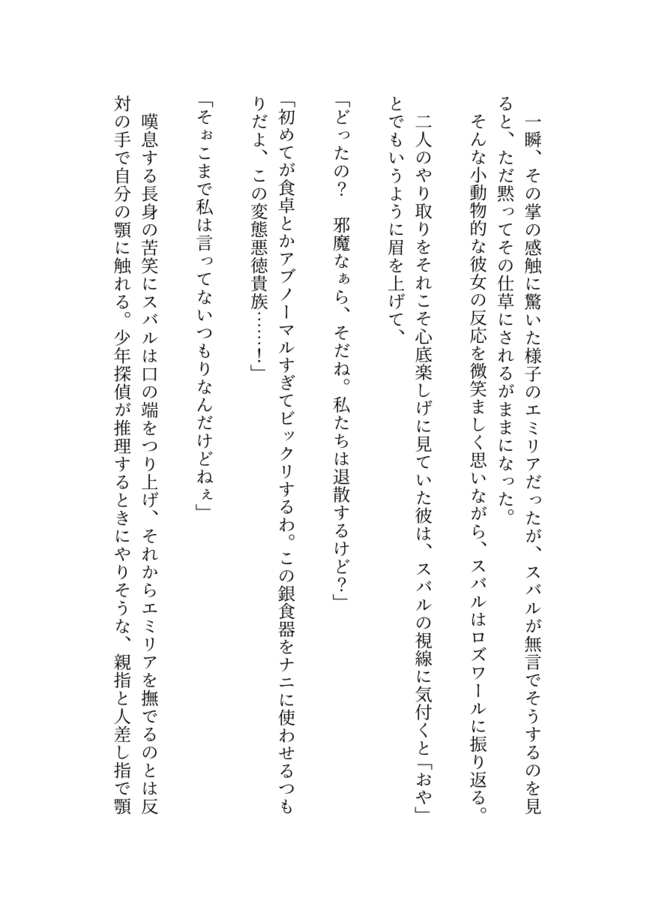 一瞬、その掌の感触に驚いた様子のエミリアだったが、スバルが無言でそうするのを見
ると、ただ黙ってその仕草にされるがままになった。
そんな小動物的な彼女の反応を微笑ましく思いながら、スバルはロズワールに振り返る。
二人のやり取りをそれこそ心底楽しげに見ていた彼は、スバルの視線に気付くと「おや」
とでもいうように眉を上げて、
「どったの?　邪魔なぁら、そだね。私たちは退散するけど?」
「初めてが食卓とかアブノーマルすぎてビックリするわ。この銀食器をナニに使わせるつも
りだよ、この変態悪徳貴族……!」
「そぉこまで私は言ってないつもりなんだけどねぇ」
嘆息する長身の苦笑にスバルは口の端をつり上げ、それからエミリアを撫でるのとは反
対の手で自分の顎に触れる。少年探偵が推理するときにやりそうな、親指と人差し指で顎